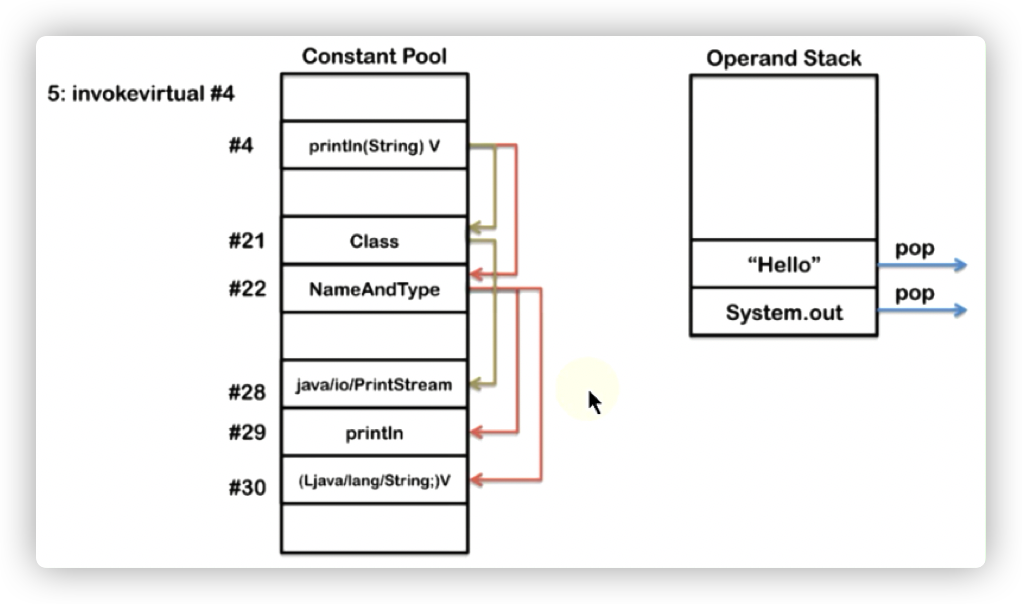 Constant Pool
Operand Stack
5: invokevirtual #4
#4
println(String) V
#21
Class
#22
NameAndType
#28
java/io/PrintStream
#29
println
#30
(Ljava/lang/String;)V
“Hello”
pop
System.out
pop